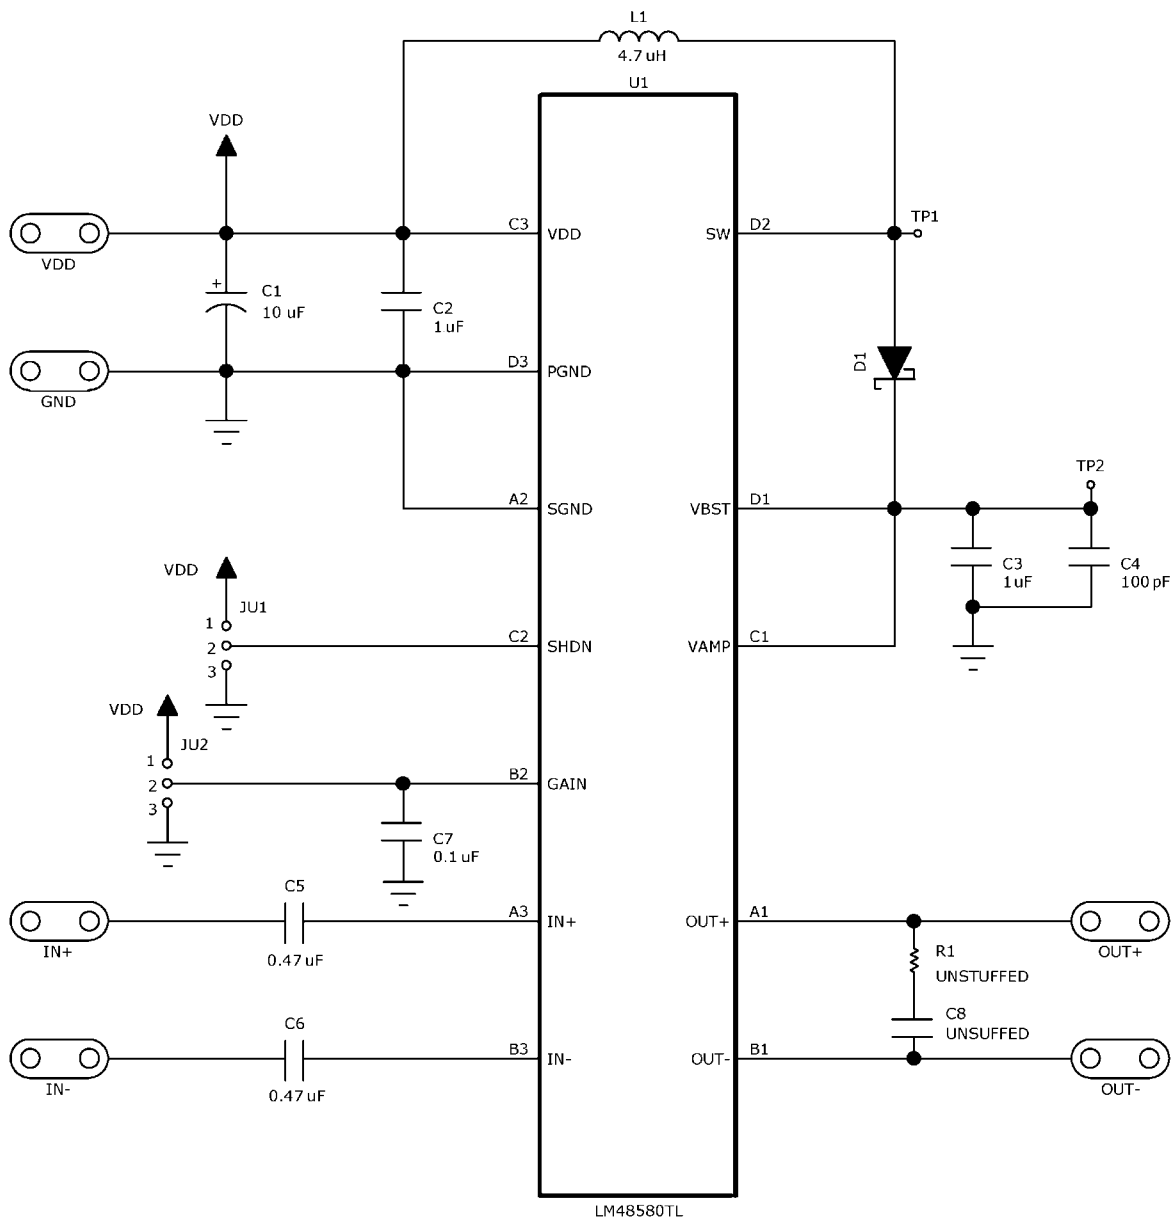 L1
4.7 uH
U1
VDD
C3
VDD
SW
D2
TP1
VDD
+
C1
10 uF
C2
1 uF
D1
D3
PGND
GND
TP2
A2
SGND
VBST
D1
C3
1 uF
C4
100 pF
VDD
JU1
1
2
3
C2
SHDN
VAMP
C1
VDD
JU2
1
2
3
B2
GAIN
C7
0.1 uF
C5
0.47 uF
IN+
A3
IN+
OUT+
A1
OUT+
R1
UNSTUFFED
C8
UNSUFFED
C6
0.47 uF
IN-
B3
IN-
OUT-
B1
OUT-
LM48580TL